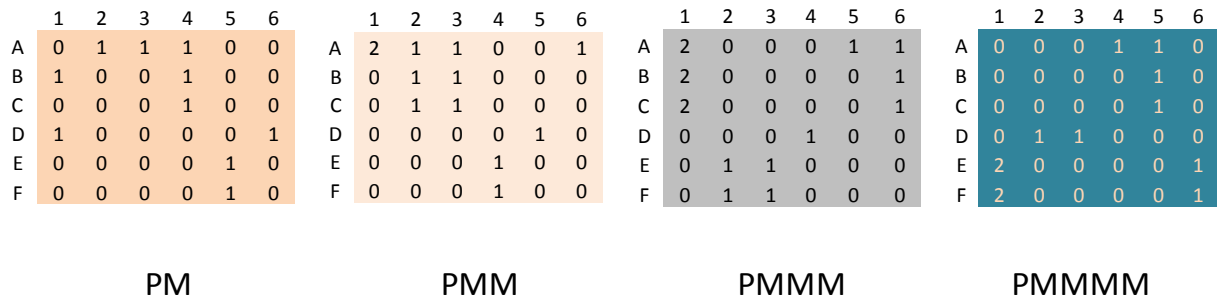 1 2 3 4 5 6 1 2 3 4 5 6 1 2 3 4 5 6 1 2 3 4 5 6
A 0 1 1 1 0 0 A 2 1 1 0 0 1 A 2 0 0 0 1 1 A 0 0 0 1 1 0
B 1 0 0 1 0 0 B 0 1 1 0 0 0 B 2 0 0 0 0 1 B 0 0 0 0 1 0
C 0 0 0 1 0 0 C 0 1 1 0 0 0 C 2 0 0 0 0 1 C 0 0 0 0 1 0
D 1 0 0 0 0 1 D 0 0 0 0 1 0 D 0 0 0 1 0 0 D 0 1 1 0 0 0
E 0 0 0 0 1 0 E 0 0 0 1 0 0 E 0 1 1 0 0 0 E 2 0 0 0 0 1
F 0 0 0 0 1 0 F 0 0 0 1 0 0 F 0 1 1 0 0 0 F 2 0 0 0 0 1
PM PMM PMMM PMMMM